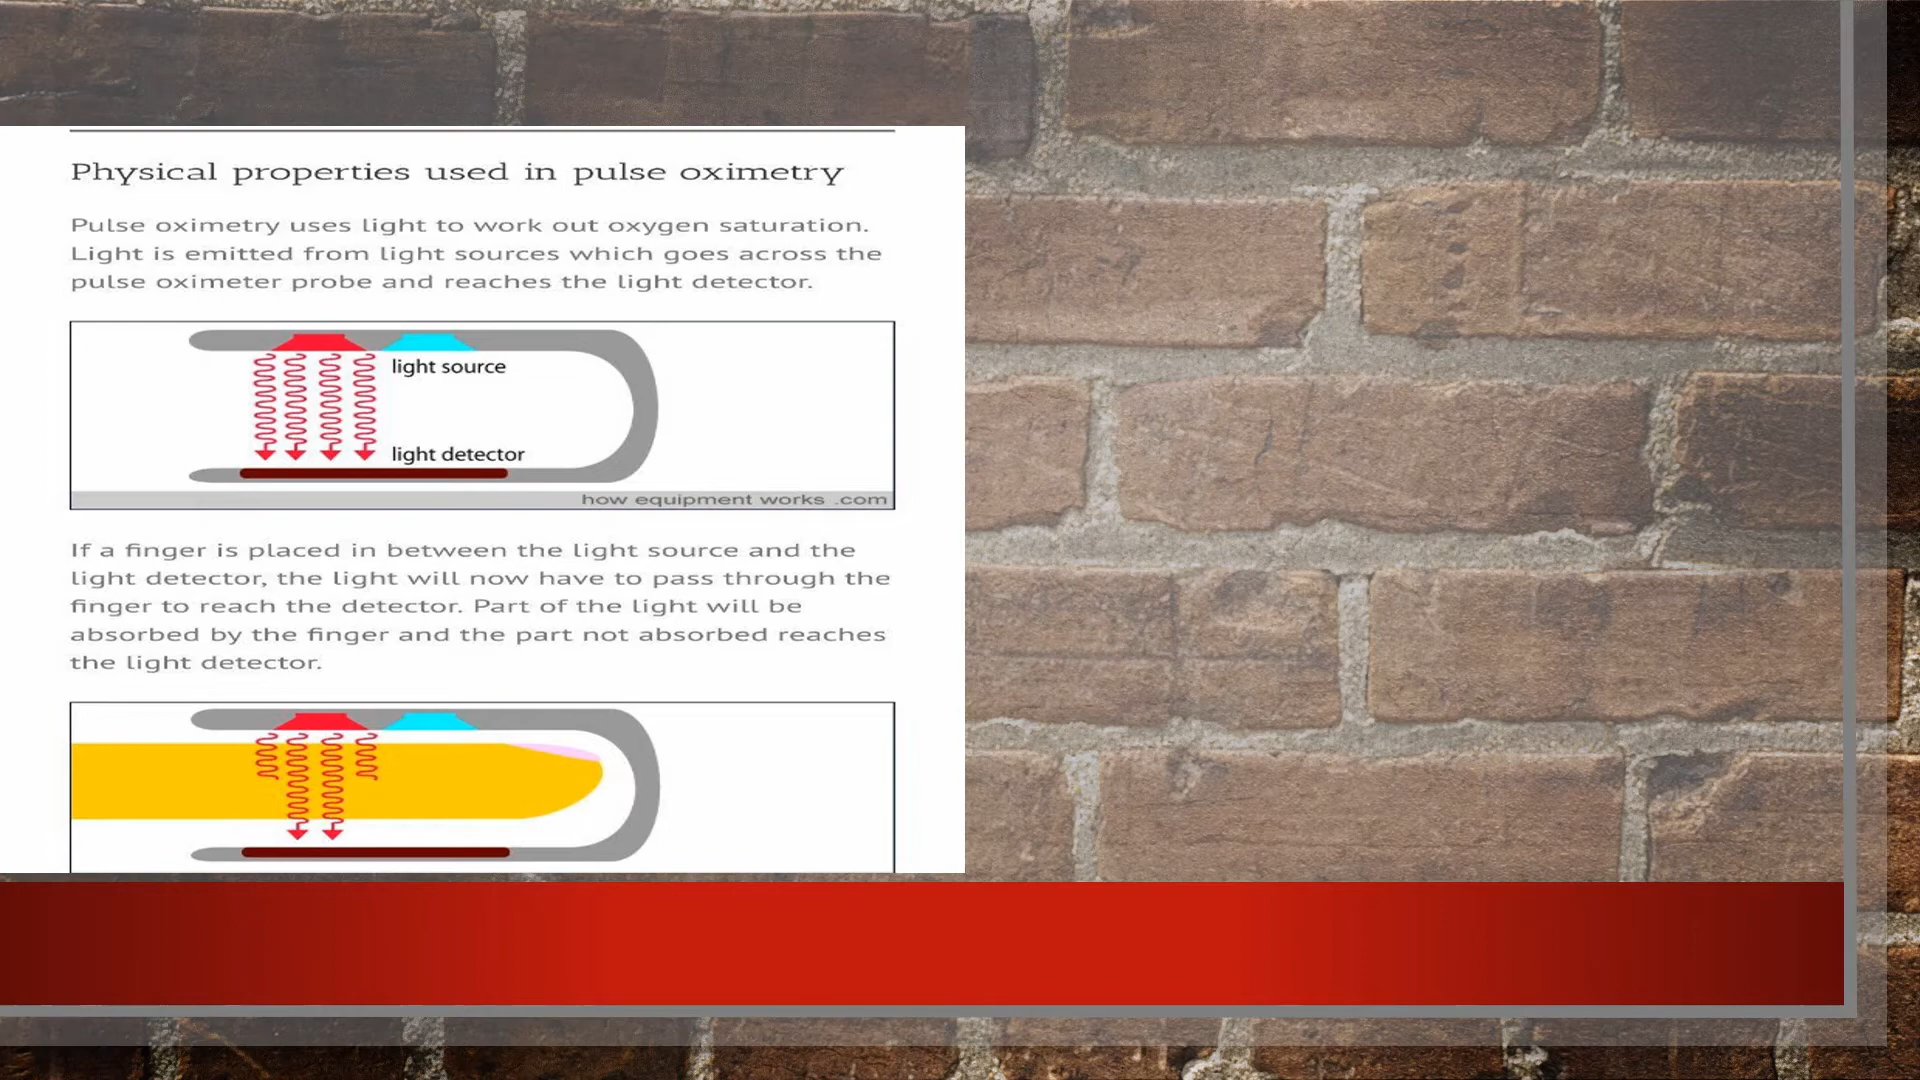 Physical properties used in pulse oximetry
Pulse oximetry uses light to work out oxygen saturation.
Light is emitted from light sources which goes across the
pulse oximeter probe and reaches the light detector.
light source
light detector
how equipment works .com
If a finger is placed in between the light source and the
light detector, the light will now have to pass through the
finger to reach the detector. Part of the light will be
absorbed by the finger and the part not absorbed reaches
the light detector.